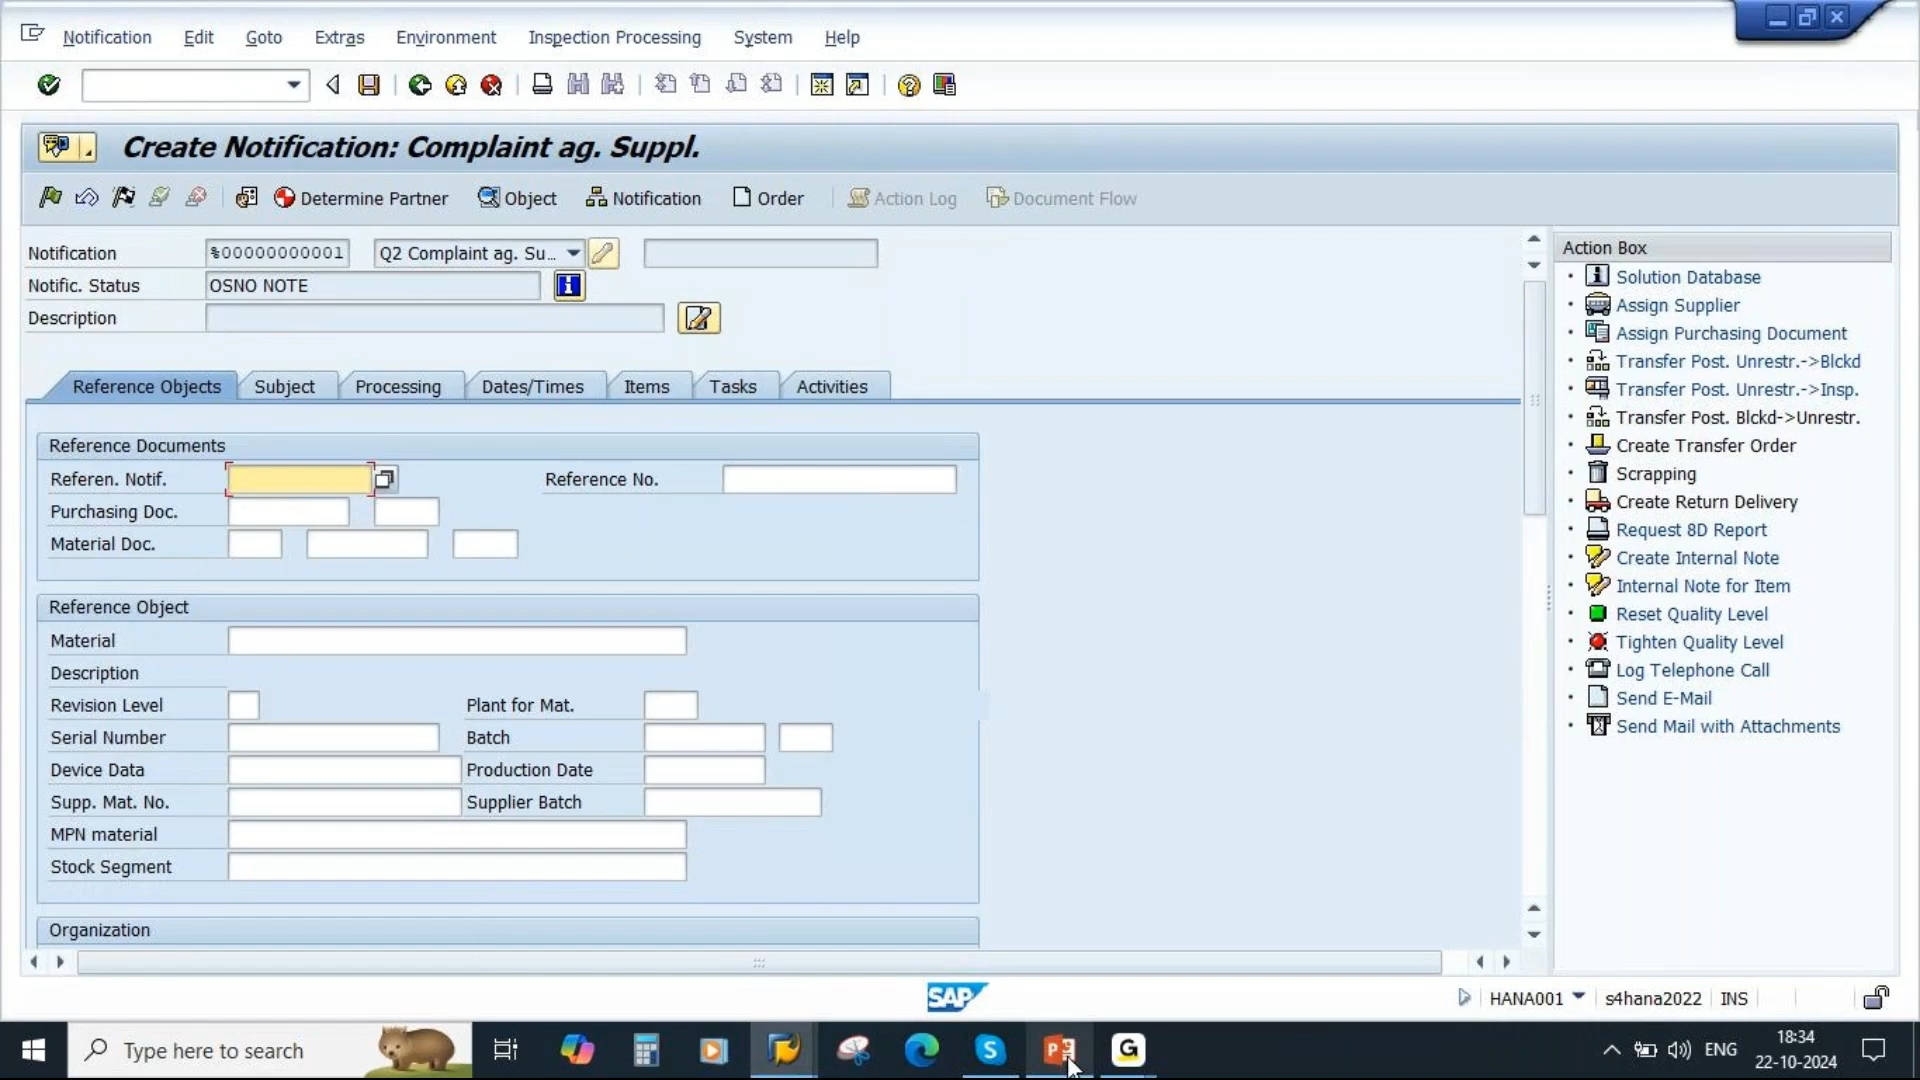 Notification Edit Goto Extras Environment Inspection Processing System Help
Create Notification: Complaint ag. Suppl.
Determine Partner Object Notification Order Action Log Document Flow
Notification %00000000001 Q2 Complaint ag. Su...
Notific. Status OSNO NOTE
Description
Reference Objects Subject Processing Dates/Times Items Tasks Activities
Reference Documents
Referen. Notif. Reference No.
Purchasing Doc.
Material Doc.
Reference Object
Material
Description
Revision Level Plant for Mat.
Serial Number Batch
Device Data Production Date
Supp. Mat. No. Supplier Batch
MPN material
Stock Segment
Organization
Action Box
Solution Database
Assign Supplier
Assign Purchasing Document
Transfer Post. Unrestr.->Blckd
Transfer Post. Unrestr.->Insp.
Transfer Post. Blckd->Unrestr.
Create Transfer Order
Scrapping
Create Return Delivery
Request 8D Report
Create Internal Note
Internal Note for Item
Reset Quality Level
Tighten Quality Level
Log Telephone Call
Send E-Mail
Send Mail with Attachments
SAP HANA001 s4hana2022 INS
Type here to search
ENG 18:34
22-10-2024